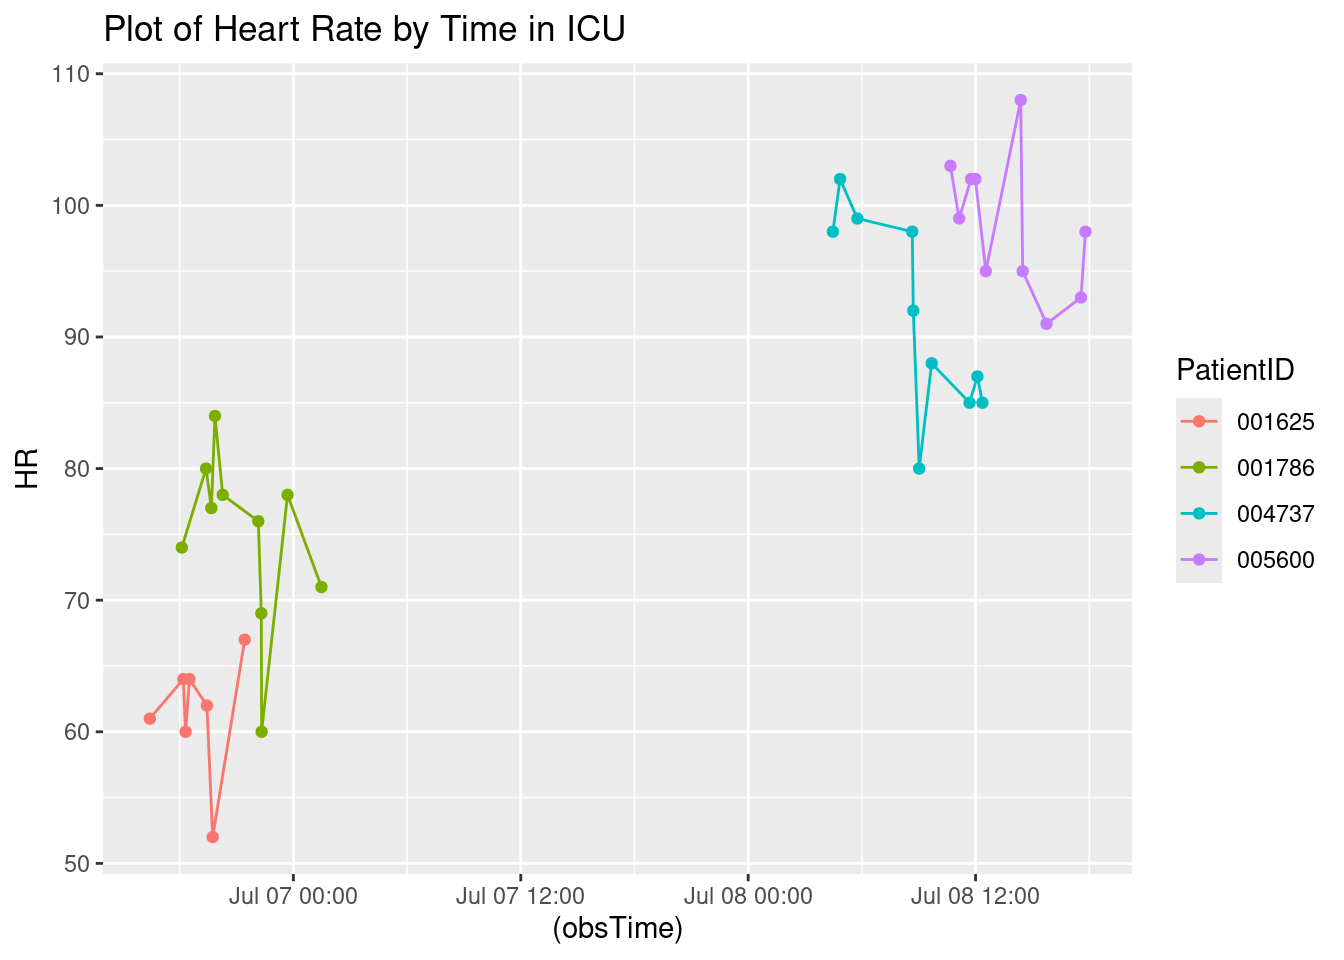 Plot of Heart Rate by Time in ICU
110
100
90
80
70
60
50
HR
Jul 07 00:00
Jul 07 12:00
Jul 08 00:00
Jul 08 12:00
(obsTime)
PatientID
001625
001786
004737
005600